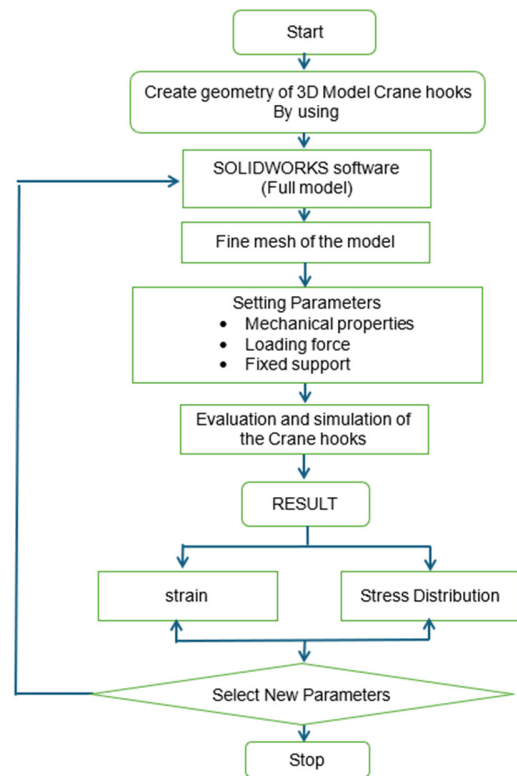 Start
Create geometry of 3D Model Crane hooks
By using
SOLIDWORKS software
(Full model)
Fine mesh of the model
Setting Parameters
• Mechanical properties
• Loading force
• Fixed support
Evaluation and simulation of
the Crane hooks
RESULT
strain
Stress Distribution
Select New Parameters
Stop